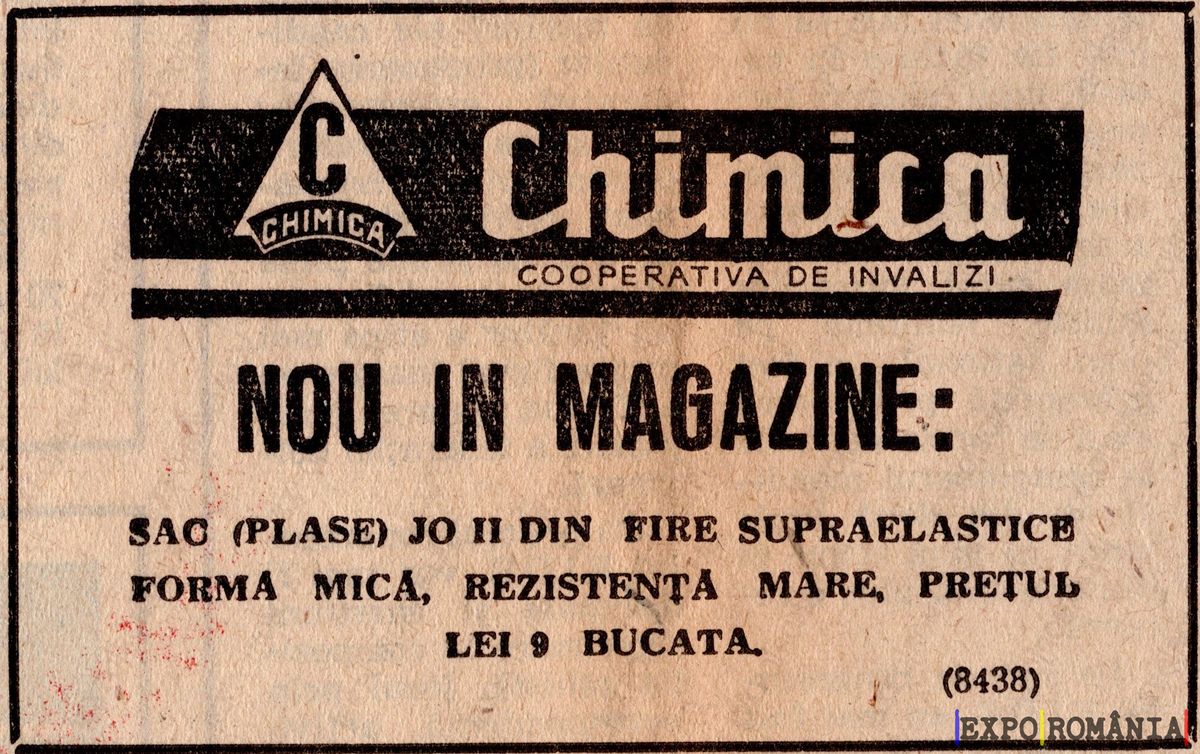 C
CHIMICA
Chimica
COOPERATIVA DE INVALIZI
NOU IN MAGAZINE:
SAC (PLASE) JO II DIN FIRE SUPRAELASTICE
FORMĂ MICĂ, REZISTENȚĂ MARE, PREȚUL
LEI 9 BUCATA.
(8438)
EXPO ROMÂNIA